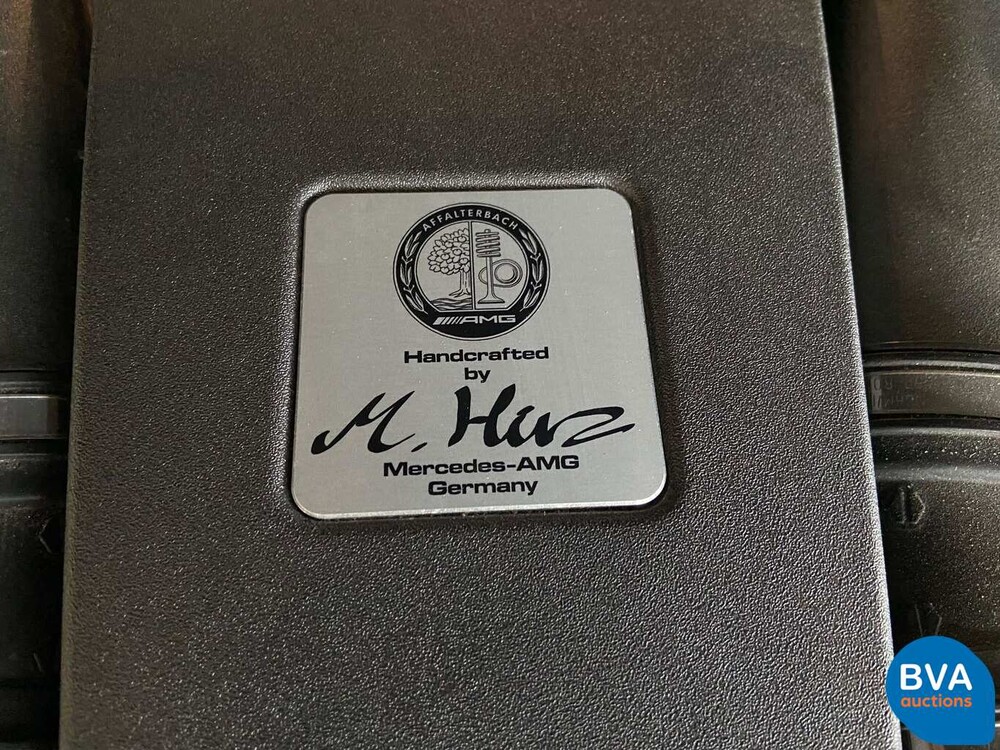 AFFALTERBACH
AMG
Handcrafted
by
Mercedes-AMG
Germany
BVA
auctions